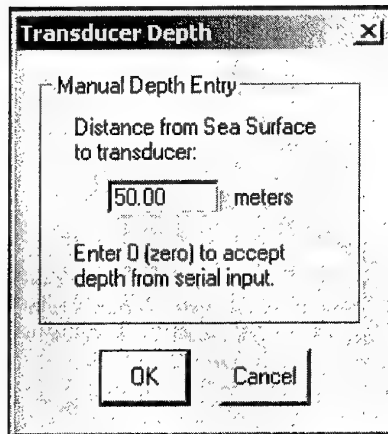 Transducer Depth
Manual Depth Entry
Distance from Sea Surface
to transducer:
50.00 meters
Enter 0 (zero) to accept
depth from serial input.
OK Cancel